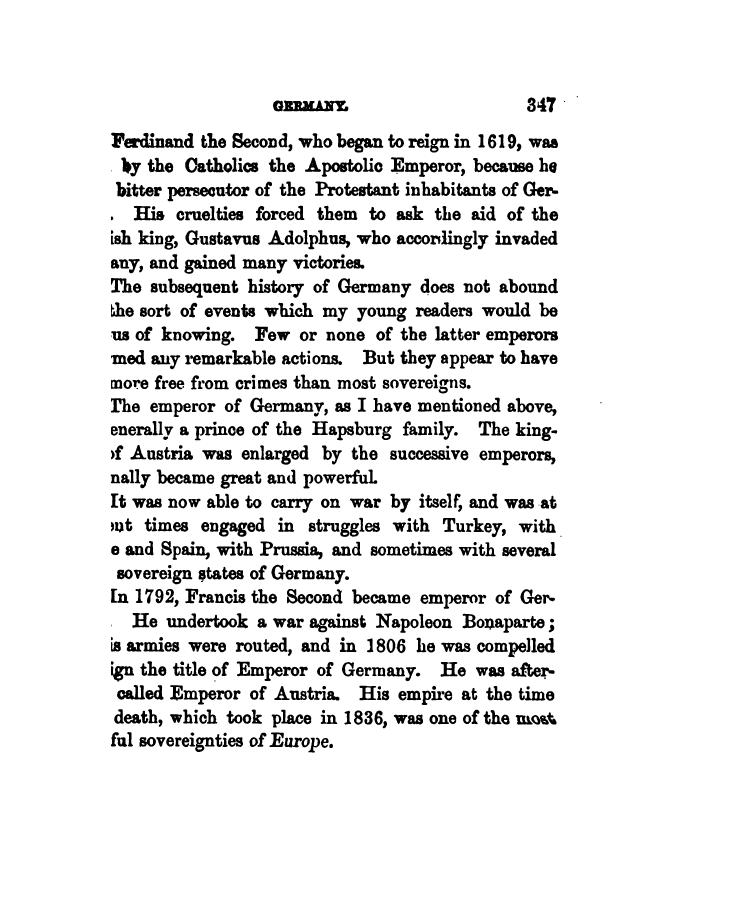 GERMANY. 347
Ferdinand the Second, who began to reign in 1619, was
by the Catholics the Apostolic Emperor, because he
bitter persecutor of the Protestant inhabitants of Ger-
. His cruelties forced them to ask the aid of the
ish king, Gustavus Adolphus, who accordingly invaded
any, and gained many victories.
The subsequent history of Germany does not abound
the sort of events which my young readers would be
us of knowing. Few or none of the latter emperors
med any remarkable actions. But they appear to have
more free from crimes than most sovereigns.
The emperor of Germany, as I have mentioned above,
enerally a prince of the Hapsburg family. The king-
of Austria was enlarged by the successive emperors,
nally became great and powerful.
It was now able to carry on war by itself, and was at
nt times engaged in struggles with Turkey, with
e and Spain, with Prussia, and sometimes with several
sovereign states of Germany.
In 1792, Francis the Second became emperor of Ger-
He undertook a war against Napoleon Bonaparte;
is armies were routed, and in 1806 he was compelled
ign the title of Emperor of Germany. He was after-
called Emperor of Austria. His empire at the time
death, which took place in 1836, was one of the most
ful sovereignties of Europe.